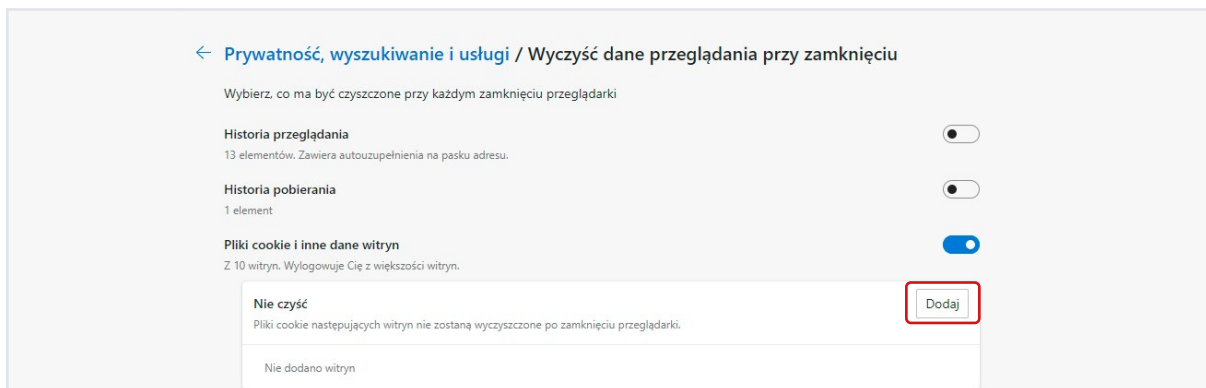 Prywatność, wyszukiwanie i usługi / Wyczyść dane przeglądania przy zamknięciu
Wybierz, co ma być czyszczone przy każdym zamknięciu przeglądarki
Historia przeglądania
13 elementów. Zawiera autouzupełnienia na pasku adresu.
Historia pobierania
1 element
Pliki cookie i inne dane witryn
Z 10 witryn. Wylogowuje Cię z większości witryn.
Nie czyść
Dodaj
Pliki cookie następujących witryn nie zostaną wyczyszczone po zamknięciu przeglądarki.
Nie dodano witryn